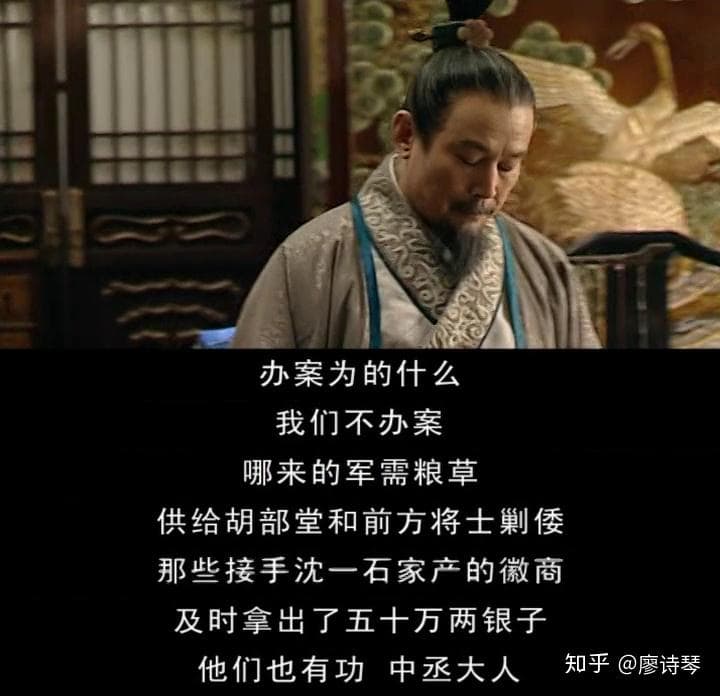 办案为的什么
我们不办案
哪来的军需粮草
供给胡部堂和前方将士剿倭
那些接手沈一石家产的徽商
及时拿出了五十万两银子
他们也有功 中丞大人
知乎 @廖诗琴